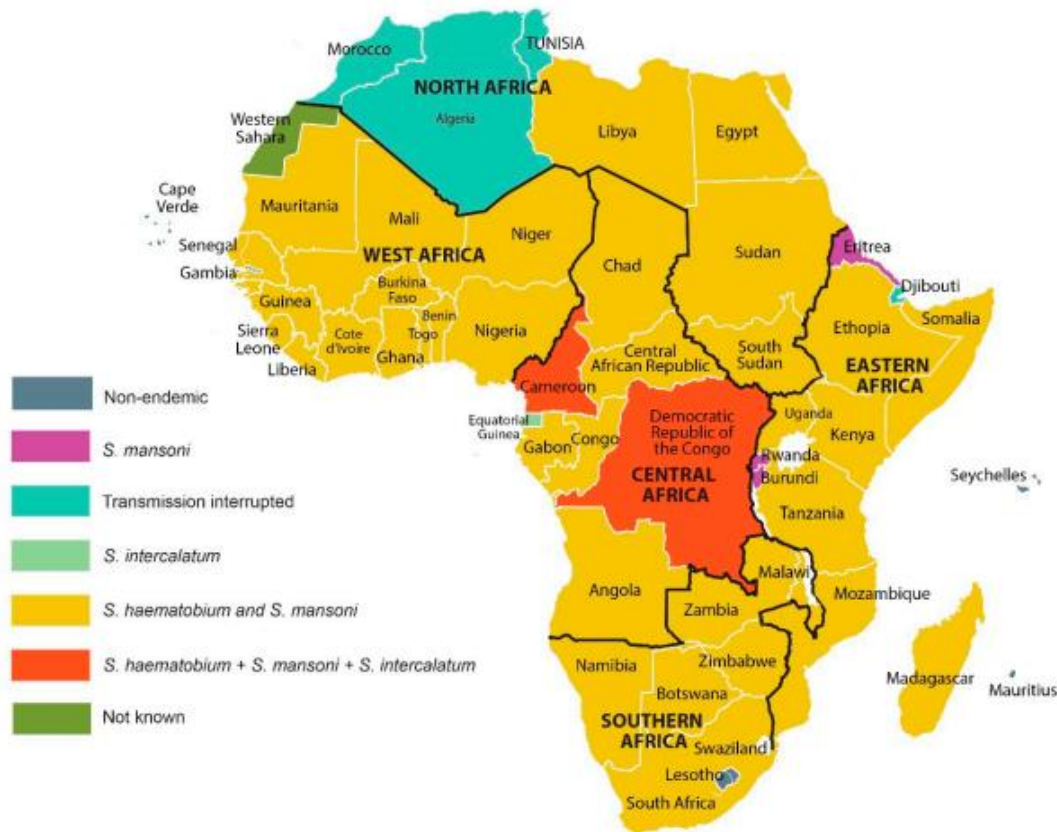 Morocco
TUNISIA
NORTH AFRICA
Algeria
Western
Sahara
Libya
Egypt
Cape
Verde
Mauritania
Mali
Niger
Chad
Sudan
Eritrea
Senegal
WEST AFRICA
Gambia
Djibouti
Burkina
Faso
Guinea
Benin
Somalia
Ethiopia
Sierra
Leone
Cote
d'Ivoire
Togo
Nigeria
Ghana
Central
African Republic
South
Sudan
EASTERN
AFRICA
Liberia
Cameroon
Equatorial
Guinea
Gabon
Congo
Democratic
Republic of
the Congo
Uganda
Kenya
Rwanda
CENTRAL
AFRICA
Burundi
Seychelles
Tanzania
Malawi
Angola
Zambia
Mozambique
Namibia
Zimbabwe
Botswana
Madagascar
Mauritius
SOUTHERN
AFRICA
Swaziland
Lesotho
South Africa
Non-endemic
S. mansoni
Transmission interrupted
S. intercalatum
S. haematobium and S. mansoni
S. haematobium + S. mansoni + S. intercalatum
Not known